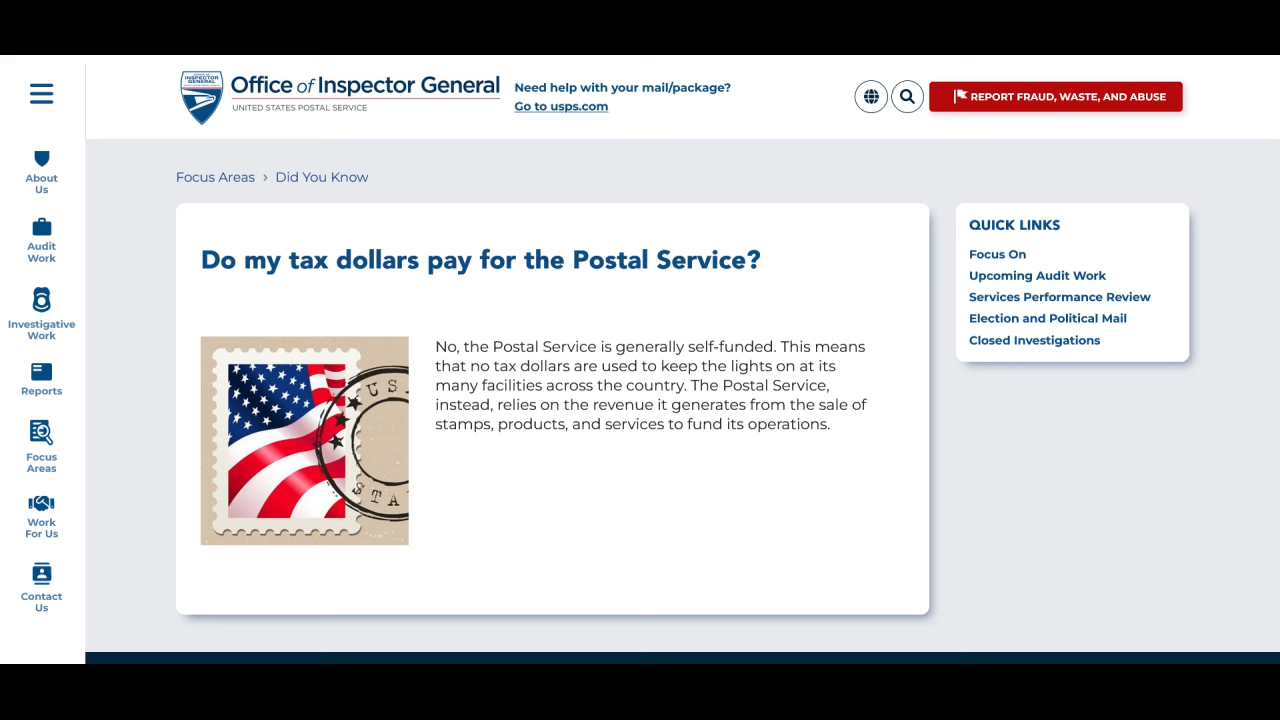 OFFICE OF
INSPECTOR
GENERAL
Office of Inspector General
UNITED STATES POSTAL SERVICE
Need help with your mail/package?
Go to usps.com
REPORT FRAUD, WASTE, AND ABUSE
About
Us
Audit
Work
Investigative
Work
Reports
Focus
Areas
Work
For Us
Contact
Us
Focus Areas > Did You Know
Do my tax dollars pay for the Postal Service?
No, the Postal Service is generally self-funded. This means
that no tax dollars are used to keep the lights on at its
many facilities across the country. The Postal Service,
instead, relies on the revenue it generates from the sale of
stamps, products, and services to fund its operations.
US
STA
QUICK LINKS
Focus On
Upcoming Audit Work
Services Performance Review
Election and Political Mail
Closed Investigations